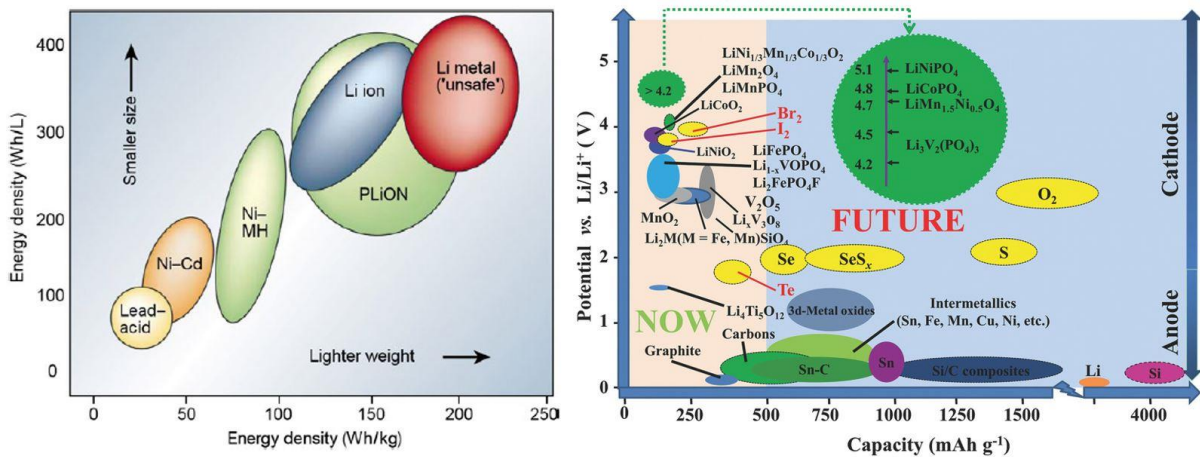 Energy density (Wh/L)
400
300
200
100
0
Smaller size
Lead–
acid
Ni–Cd
Ni–
MH
Li ion
PLiON
Li metal
("unsafe")
Lighter weight
0
50
100
150
200
250
Energy density (Wh/kg)
Potential vs. Li/Li⁺ ( V )
5
4
3
2
1
0
> 4.2
LiNi1/3Mn1/3Co1/3O2
LiMn2O4
LiMnPO4
LiCoO2
Br2
I2
LiNiO2
LiFePO4
Li1-xVOPO4
Li2FePO4F
V2O5
MnO2
LixV3o8
Li2M(M = Fe, Mn)SiO4
5.1
LiNiPO4
4.8
LiCoPO4
4.7
LiMn1.5Ni0.5O4
4.5
Li3V2(PO4)3
4.2
FUTURE
O2
Se
SeSx
S
Te
Li4Ti5O12
NOW
3d-Metal oxides
Intermetallics
(Sn, Fe, Mn, Cu, Ni, etc.)
Carbons
Graphite
Sn-C
Sn
Si/C composites
Li
Si
Cathode
Anode
0
250
500
750
1000
1250
1500
4000
Capacity (mAh g⁻¹)